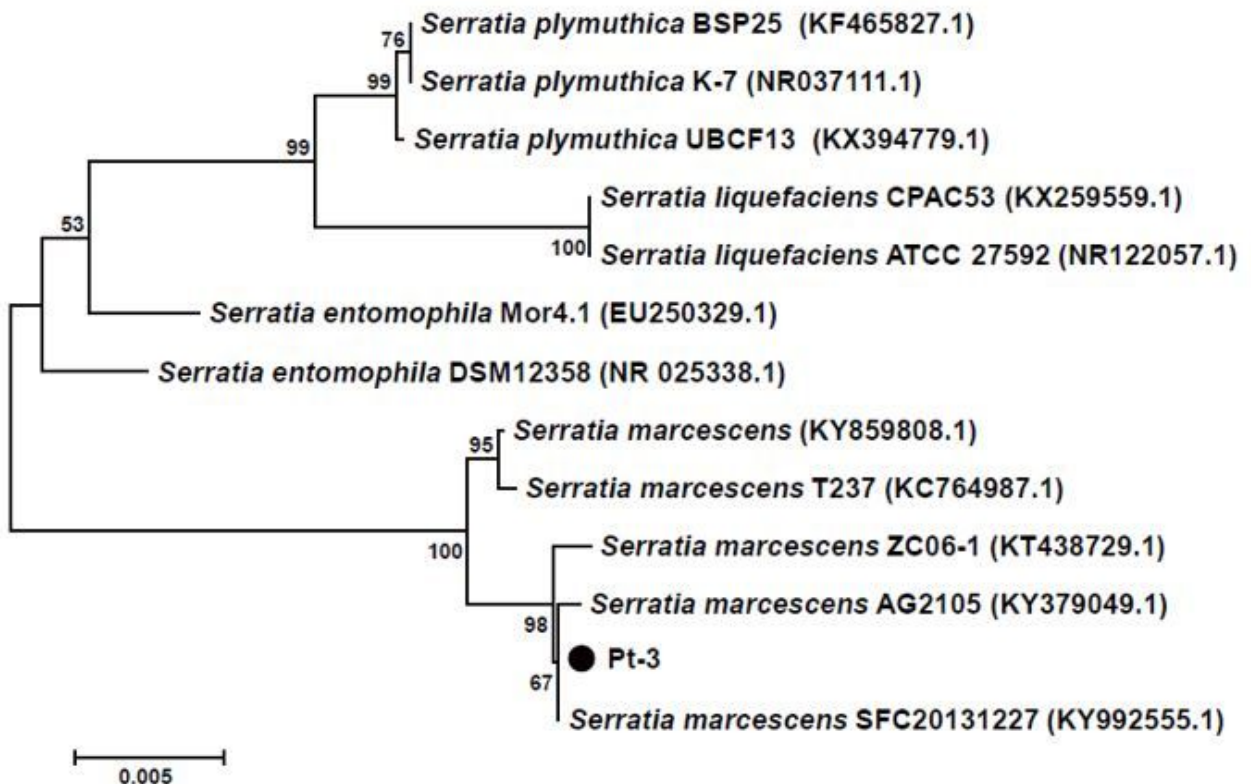 Serratia plymuthica BSP25 (KF465827.1)
76
Serratia plymuthica K-7 (NR037111.1)
99
Serratia plymuthica UBCF13 (KX394779.1)
99
Serratia liquefaciens CPAC53 (KX259559.1)
53
100
Serratia liquefaciens ATCC 27592 (NR122057.1)
Serratia entomophila Mor4.1 (EU250329.1)
Serratia entomophila DSM12358 (NR 025338.1)
Serratia marcescens (KY859808.1)
95
Serratia marcescens T237 (KC764987.1)
100
Serratia marcescens ZC06-1 (KT438729.1)
Serratia marcescens AG2105 (KY379049.1)
98
Pt-3
67
Serratia marcescens SFC20131227 (KY992555.1)
0.005